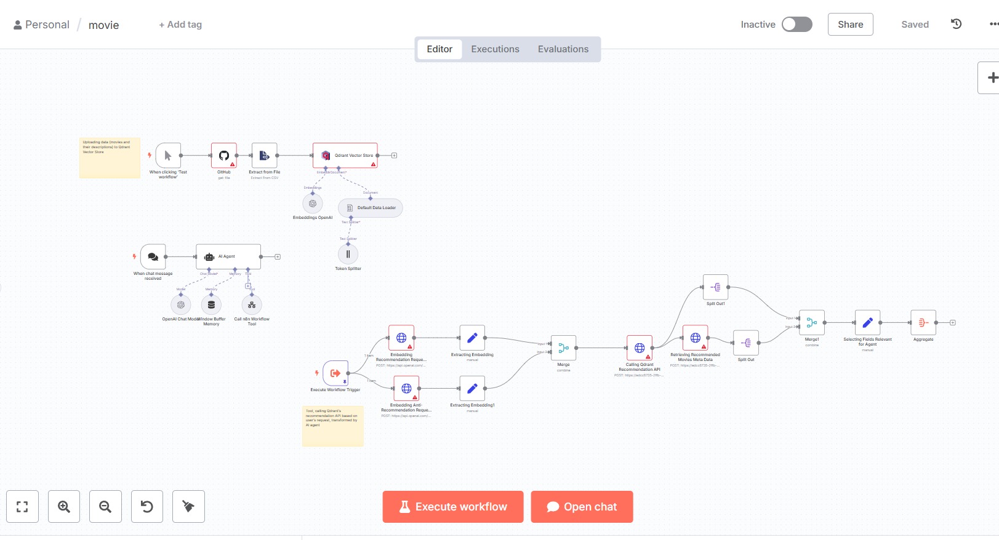 Personal / movie
+ Add tag
Inactive
Share
Saved
Editor
Executions
Evaluations
Uploading data (movies and
their descriptions) to Qdrant
Vector Store
When clicking 'Test
workflow'
GitHub
get: file
Extract from File
Extract From CSV
Qdrant Vector Store
Document*
Embeddings
Embeddings OpenAI
Document
Default Data Loader
Text Splitter*
Text Splitter
Token Splitter
When chat message
received
AI Agent
Chat Model*
Memory
Tool
Model
Memory
Tool
OpenAI Chat Model
Window Buffer
Memory
Call n8n Workflow
Tool
Execute Workflow Trigger
1 item
1 item
Embedding
Recommendation Reque...
POST: https://api.openai.com/...
Extracting Embedding
manual
Embedding Anti-
Recommendation Reque...
POST: https://api.openai.com/...
Extracting Embedding1
manual
Input 1
Input 2
Merge
combine
Calling Qdrant
Recommendation API
POST: https://edcc6735-2ffb-...
Split Out1
Retrieving Recommended
Movies Meta Data
POST: https://edcc6735-2ffb-...
Split Out
Input 1
Input 2
Merge1
combine
Selecting Fields Relevant
for Agent
manual
Aggregate
Tool, calling Qdrant's
recommendation API based on
user's request, transformed by
AI agent
Execute workflow
Open chat